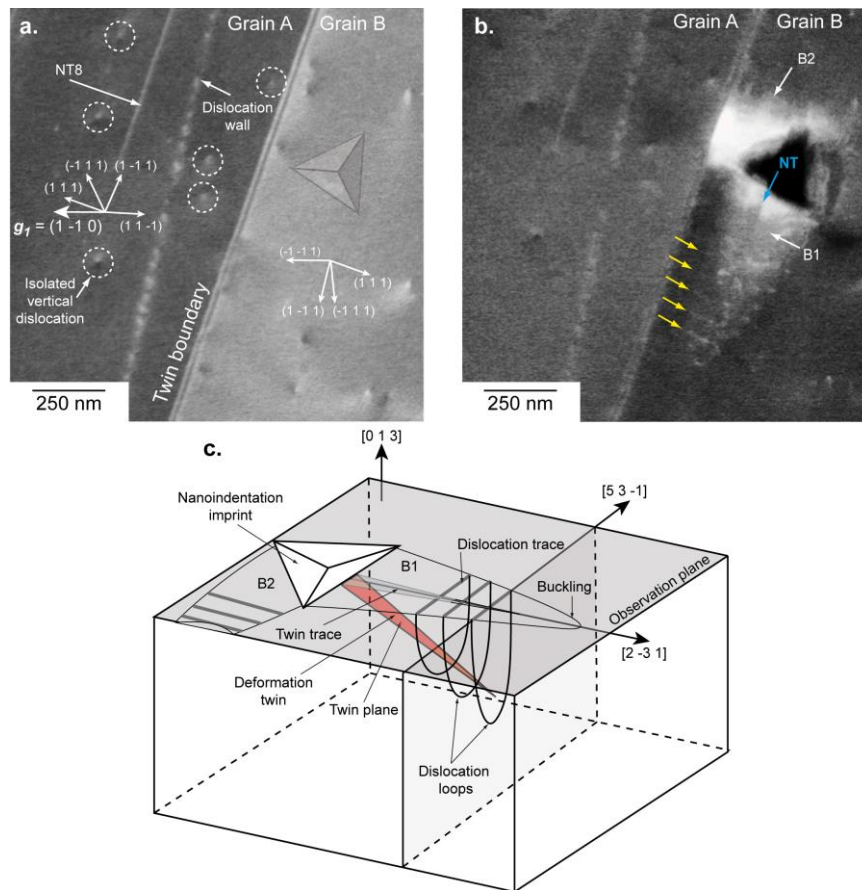 a.
Grain A
Grain B
NT8
Dislocation
wall
(-1 1 1)
(1 -1 1)
(1 1 1)
g1 = (1 -1 0)
(1 1 -1)
Isolated
vertical
dislocation
Twin boundary
(-1 -1 1)
(1 1 1)
(1 -1 1)
(-1 1 1)
250 nm
b.
Grain A
Grain B
B2
NT
B1
250 nm
c.
[0 1 3]
[5 3 -1]
Nanoindentation
imprint
Dislocation trace
B1
B2
Buckling
Observation plane
Twin trace
[2 -3 1]
Deformation
twin
Twin plane
Dislocation
loops